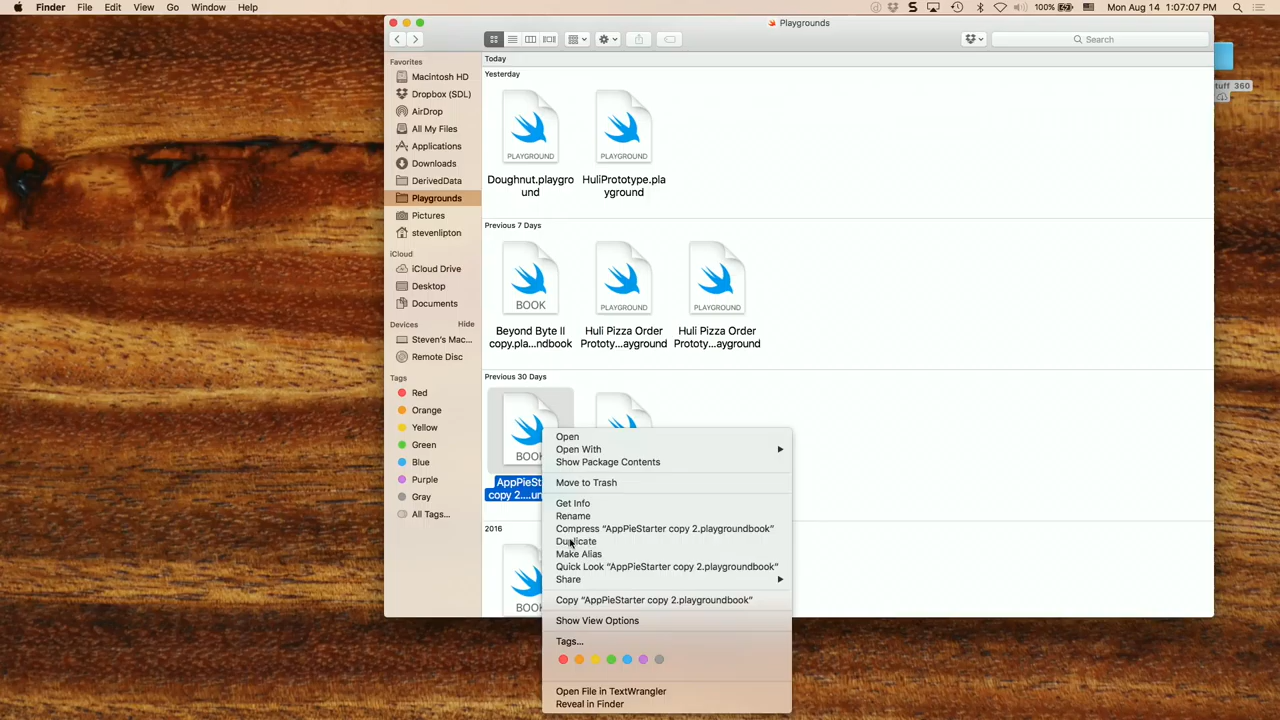 Finder File Edit View Go Window Help
100% Mon Aug 14 1:07:07 PM
Playgrounds
Search
Favorites
Macintosh HD
Dropbox (SDL)
AirDrop
All My Files
Applications
Downloads
DerivedData
Playgrounds
Pictures
stevenlipton
iCloud
iCloud Drive
Desktop
Documents
Devices Hide
Steven's Mac...
Remote Disc
Tags
Red
Orange
Yellow
Green
Blue
Purple
Gray
All Tags...
Today
Yesterday
PLAYGROUND PLAYGROUND
Doughnut.playgro HuliPrototype.pla
und yground
Previous 7 Days
BOOK PLAYGROUND PLAYGROUND
Beyond Byte II Huli Pizza Order Huli Pizza Order
copy.pla...ndbook Prototy...ayground Prototy...ayground
Previous 30 Days
BOOK
AppPieSta
copy 2....un
2016
BOOK
Open
Open With
Show Package Contents
Move to Trash
Get Info
Rename
Compress “AppPieStarter copy 2.playgroundbook”
Duplicate
Make Alias
Quick Look “AppPieStarter copy 2.playgroundbook”
Share
Copy “AppPieStarter copy 2.playgroundbook”
Show View Options
Tags...
Open File in TextWrangler
Reveal in Finder
tuff 360